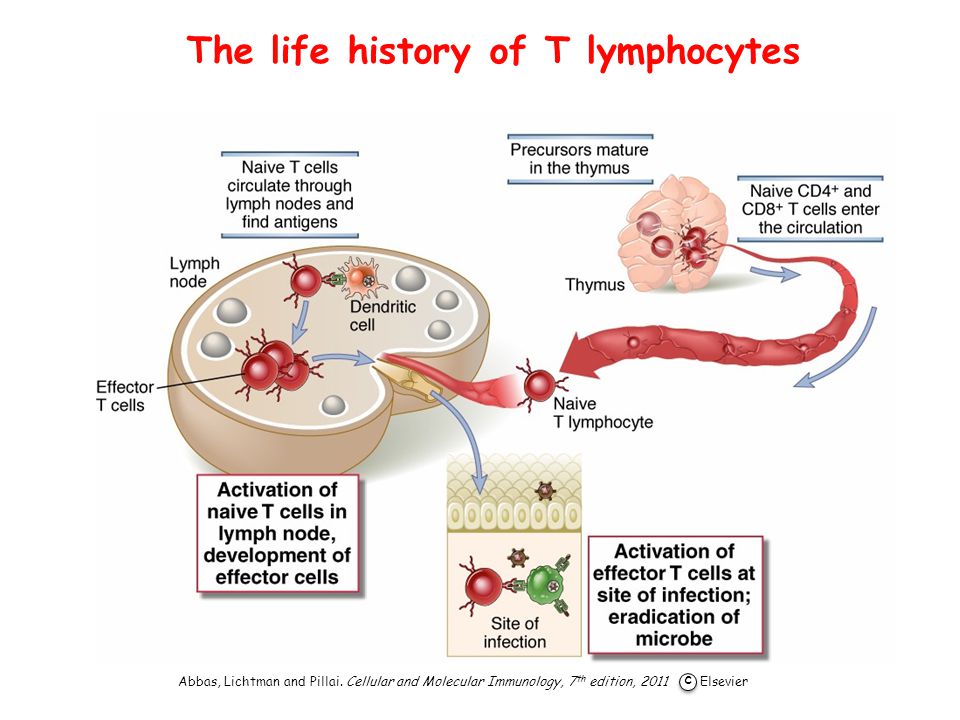 The life history of T lymphocytes
Precursors mature
in the thymus
Naive T cells
circulate through
lymph nodes and
find antigens
Naive CD4+ and
CD8+ T cells enter
the circulation
Lymph
node
Thymus
Dendritic
cell
Effector
T cells
Naive
T lymphocyte
Activation of
naive T cells in
lymph node,
development of
effector cells
Activation of
effector T cells at
site of infection;
eradication of
microbe
Site of
infection
Abbas, Lichtman and Pillai. Cellular and Molecular Immunology, 7th edition, 2011 © Elsevier